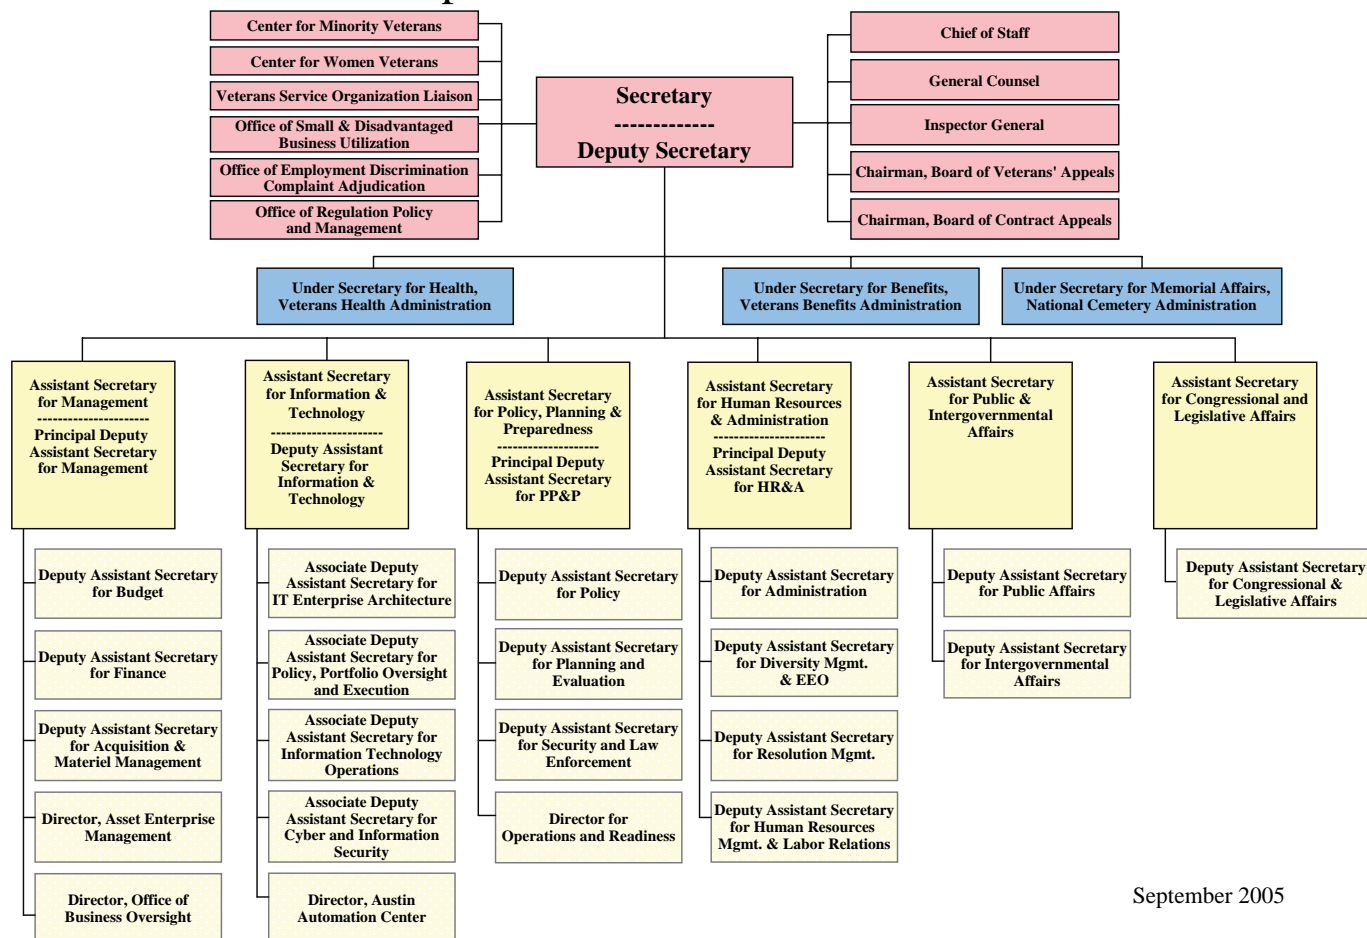 Center for Minority Veterans
Center for Women Veterans
Veterans Service Organization Liaison
Office of Small & Disadvantaged
Business Utilization
Office of Employment Discrimination
Complaint Adjudication
Office of Regulation Policy
and Management
Secretary
-------------
Deputy Secretary
Chief of Staff
General Counsel
Inspector General
Chairman, Board of Veterans' Appeals
Chairman, Board of Contract Appeals
Under Secretary for Health,
Veterans Health Administration
Under Secretary for Benefits,
Veterans Benefits Administration
Under Secretary for Memorial Affairs,
National Cemetery Administration
Assistant Secretary
for Management
----------------------
Principal Deputy
Assistant Secretary
for Management
Assistant Secretary
for Information &
Technology
----------------------
Deputy Assistant
Secretary for
Information &
Technology
Assistant Secretary
for Policy, Planning &
Preparedness
--------------------
Principal Deputy
Assistant Secretary
for PP&P
Assistant Secretary
for Human Resources
& Administration
----------------------
Principal Deputy
Assistant Secretary
for HR&A
Assistant Secretary
for Public &
Intergovernmental
Affairs
Assistant Secretary
for Congressional and
Legislative Affairs
Deputy Assistant Secretary
for Budget
Deputy Assistant Secretary
for Finance
Deputy Assistant Secretary
for Acquisition &
Materiel Management
Director, Asset Enterprise
Management
Director, Office of
Business Oversight
Associate Deputy
Assistant Secretary for
IT Enterprise Architecture
Associate Deputy
Assistant Secretary for
Policy, Portfolio Oversight
and Execution
Associate Deputy
Assistant Secretary for
Information Technology
Operations
Associate Deputy
Assistant Secretary for
Cyber and Information
Security
Director, Austin
Automation Center
Deputy Assistant Secretary
for Policy
Deputy Assistant Secretary
for Planning and
Evaluation
Deputy Assistant Secretary
for Security and Law
Enforcement
Director for
Operations and Readiness
Deputy Assistant Secretary
for Administration
Deputy Assistant Secretary
for Diversity Mgmt.
& EEO
Deputy Assistant Secretary
for Resolution Mgmt.
Deputy Assistant Secretary
for Human Resources
Mgmt. & Labor Relations
Deputy Assistant Secretary
for Public Affairs
Deputy Assistant Secretary
for Intergovernmental
Affairs
Deputy Assistant Secretary
for Congressional &
Legislative Affairs
September 2005